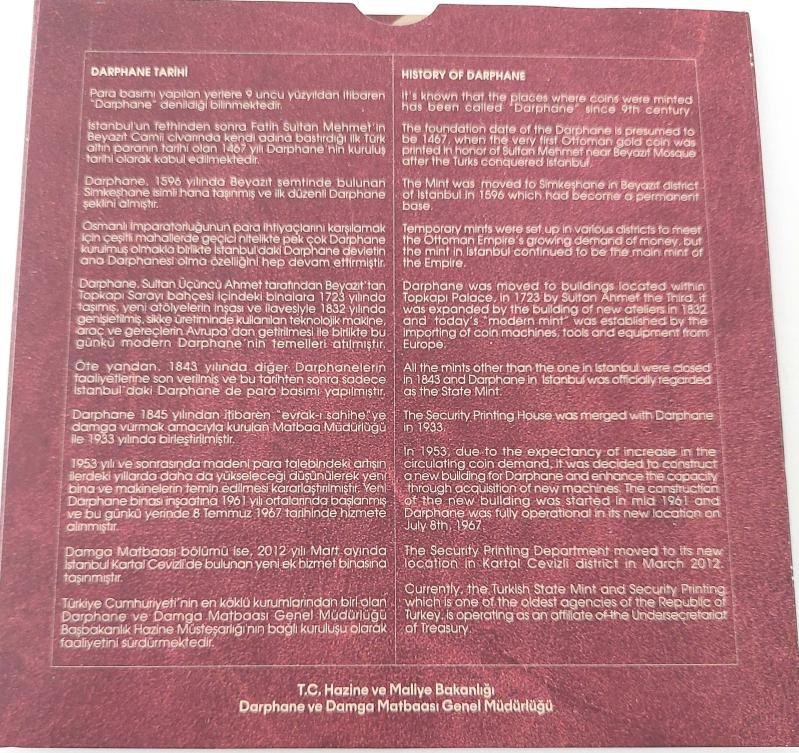 DARPHANE TARİHİ
Para basımı yapılan yerlere 9 uncu yüzyıldan itibaren
"Darphane" denildiği bilinmektedir.
İstanbul'un fethinden sonra Fatih Sultan Mehmet'in
Beyazıt Camii civarında kendi adına bastırdığı ilk Türk
altın paranın tarihi olan 1467 yılı Darphane'nin kuruluş
tarihi olarak kabul edilmektedir.
Darphane, 1596 yılında Beyazıt semtinde bulunan
Simkeşhane isimli hana taşınmış ve ilk düzenli Darphane
şeklini almıştır.
Osmanlı İmparatorluğunun para ihtiyaçlarını karşılamak
için çeşitli mahallerde geçici nitelikte pek çok Darphane
kurulmuş olmakla birlikte İstanbul'daki Darphane devletin
ana Darphanesi olma özelliğini hep devam ettirmiştir.
Darphane, Sultan Üçüncü Ahmet tarafından Beyazıt'tan
Topkapı Sarayı bahçesi içindeki binalara 1723 yılında
taşınmış, yeni atölyelerin inşası ve ilavesiyle 1832 yılında
genişletilmiş, sikke üretiminde kullanılan teknolojik makine,
araç ve gereçlerin Avrupa'dan getirilmesi ile birlikte bu
günkü modern Darphane'nin temelleri atılmıştır.
Öte yandan, 1843 yılında diğer Darphanelerin
faaliyetlerine son verilmiş ve bu tarihten sonra sadece
İstanbul'daki Darphane de para basımı yapılmıştır.
Darphane 1845 yılından itibaren "evrak-ı sahihe"ye
damga vurmak amacıyla kurulan Matbaa Müdürlüğü
ile 1933 yılında birleştirilmiştir.
1953 yılı ve sonrasında madeni para talebindeki artışın
ilerdeki yıllarda daha da yükseleceği düşünülerek yeni
bina ve makinelerin temin edilmesi kararlaştırılmıştır. Yeni
Darphane binası inşaatına 1961 yılı ortalarında başlanmış
ve bu günkü yerinde 8 Temmuz 1967 tarihinde hizmete
alınmıştır.
Damga Matbaası bölümü ise, 2012 yılı Mart ayında
İstanbul Kartal Cevizli'de bulunan yeni ek hizmet binasına
taşınmıştır.
Türkiye Cumhuriyeti'nin en köklü kurumlarından biri olan
Darphane ve Damga Matbaası Genel Müdürlüğü
Başbakanlık Hazine Müsteşarlığı'nın bağlı kuruluşu olarak
faaliyetini sürdürmektedir.
HISTORY OF DARPHANE
It's known that the places where coins were minted
has been called "Darphane" since 9th century.
The foundation date of the Darphane is presumed to
be 1467, when the very first Ottoman gold coin was
printed in honor of Sultan Mehmet near Beyazıt Mosque
after the Turks conquered Istanbul.
The Mint was moved to Simkeşhane in Beyazıt district
of Istanbul in 1596 which had become a permanent
base.
Temporary mints were set up in various districts to meet
the Ottoman Empire's growing demand of money, but
the mint in Istanbul continued to be the main mint of
the Empire.
Darphane was moved to buildings located within
Topkapı Palace, in 1723 by Sultan Ahmet the Third, it
was expanded by the building of new ateliers in 1832
and today's "modern mint" was established by the
importing of coin machines, tools and equipment from
Europe.
All the mints other than the one in Istanbul were closed
in 1843 and Darphane in Istanbul was officially regarded
as the State Mint.
The Security Printing House was merged with Darphane
in 1933.
In 1953, due to the expectancy of increase in the
circulating coin demand, it was decided to construct
a new building for Darphane and enhance the capacity
through acquisition of new machines. The construction
of the new building was started in mid 1961 and
Darphane was fully operational in its new location on
July 8th, 1967.
The Security Printing Department moved to its new
location in Kartal Cevizli district in March 2012.
Currently, the Turkish State Mint and Security Printing
which is one of the oldest agencies of the Republic of
Turkey, is operating as an affiliate of the Undersecretariat
of Treasury.
T.C. Hazine ve Maliye Bakanlığı
Darphane ve Damga Matbaası Genel Müdürlüğü